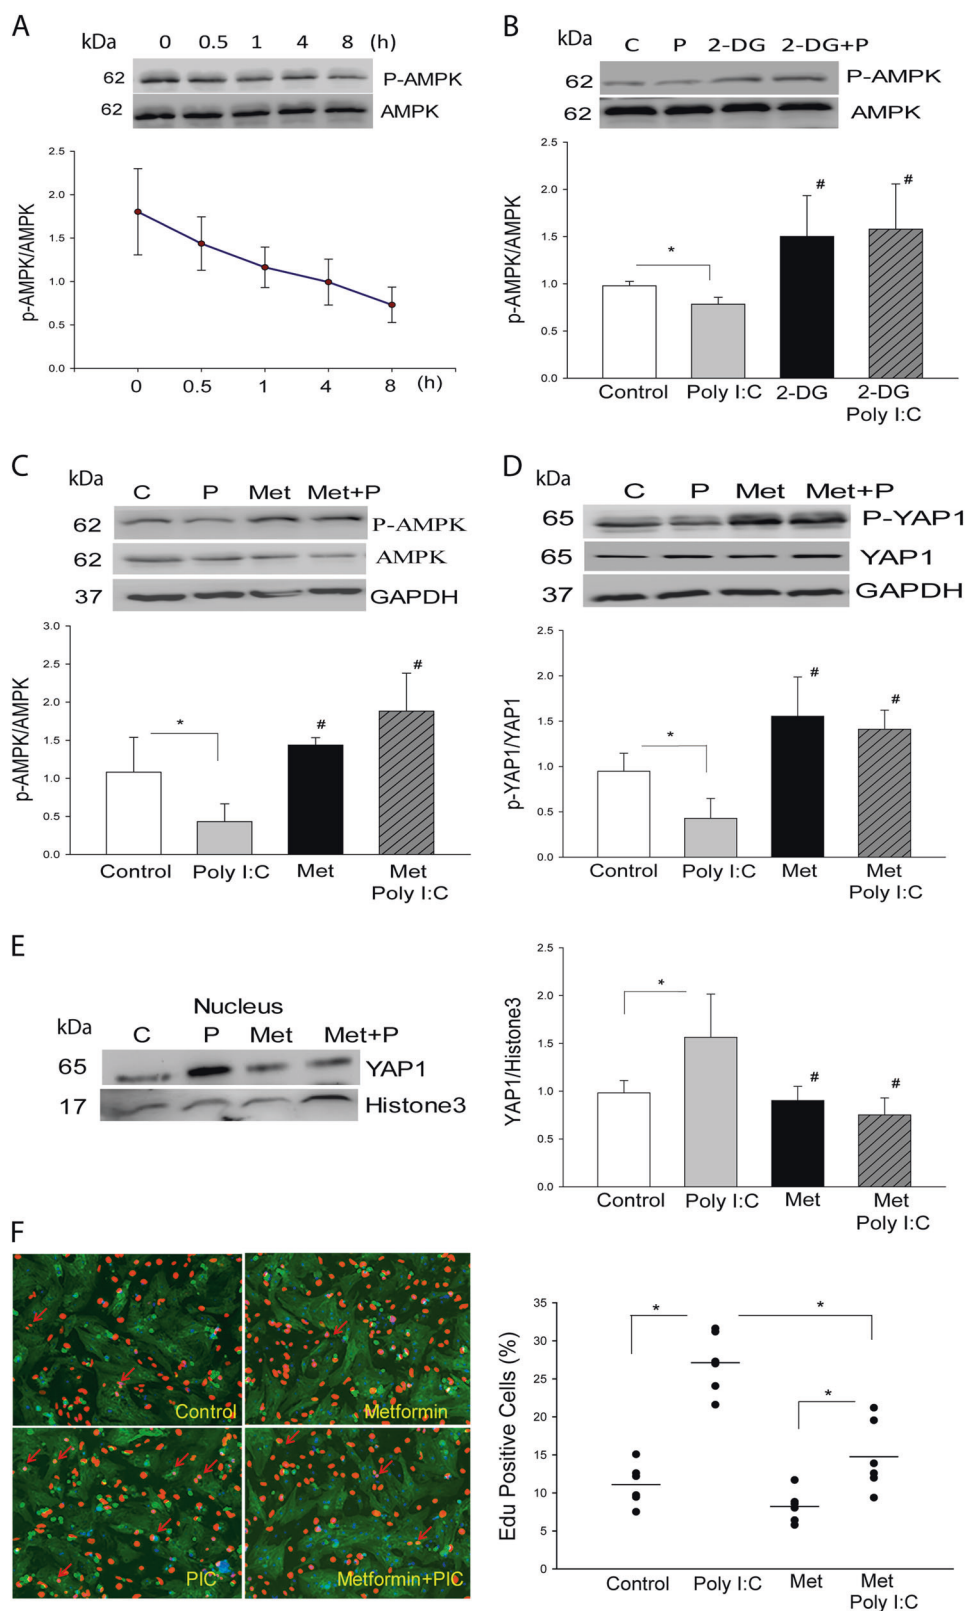 A
kDa 0 0.5 1 4 8 (h)
62 P-AMPK
62 AMPK
p-AMPK/AMPK
2.5
2.0
1.5
1.0
0.5
0.0
0 0.5 1 4 8 (h)
B
kDa C P 2-DG 2-DG+P
62 P-AMPK
62 AMPK
p-AMPK/AMPK
2.5
2.0
1.5
1.0
0.5
0.0
* # #
Control Poly I:C 2-DG 2-DG
Poly I:C
C
kDa C P Met Met+P
62 P-AMPK
62 AMPK
37 GAPDH
p-AMPK/AMPK
3.0
2.5
2.0
1.5
1.0
0.5
0.0
* # #
Control Poly I:C Met Met
Poly I:C
D
kDa C P Met Met+P
65 P-YAP1
65 YAP1
37 GAPDH
p-YAP1/YAP1
2.5
2.0
1.5
1.0
0.5
0.0
* # #
Control Poly I:C Met Met
Poly I:C
E
Nucleus
kDa C P Met Met+P
65 YAP1
17 Histone3
YAP1/Histone3
2.5
2.0
1.5
1.0
0.5
0.0
* # #
Control Poly I:C Met Met
Poly I:C
F
Control Metformin
PIC Metformin+PIC
Edu Positive Cells (%)
35
30
25
20
15
10
5
0
* * *
Control Poly I:C Met Met
Poly I:C